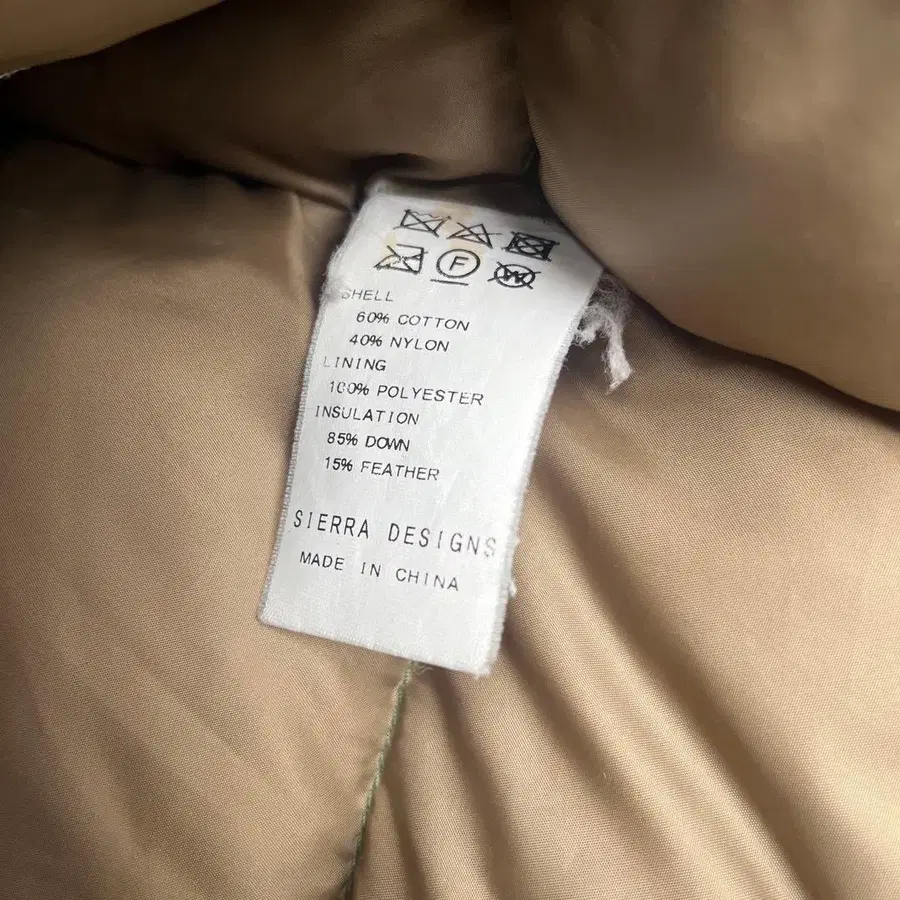 F
W
SHELL
60% COTTON
40% NYLON
LINING
100% POLYESTER
INSULATION
85% DOWN
15% FEATHER
SIERRA DESIGNS
MADE IN CHINA